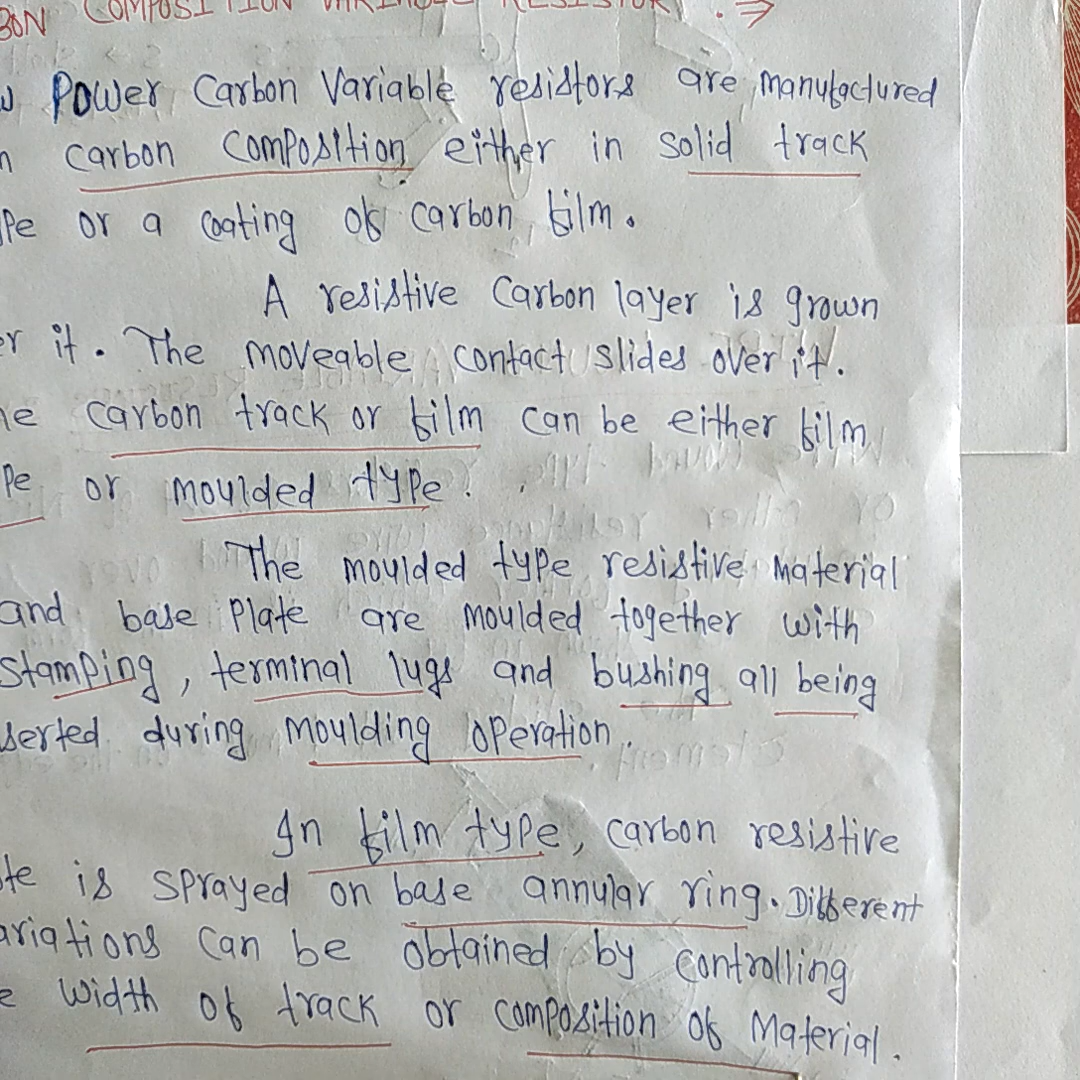 BON COMPOSITION VARIABLE RESISTOR :⇒
Power Carbon Variable resistors are manufactured
carbon composition either in solid track
or a coating of carbon film.
A resistive carbon layer is grown
it. The moveable contact slides over it.
carbon track or film can be either film
or moulded type.
The moulded type resistive material
and base plate are moulded together with
stamping, terminal lugs and bushing all being
serted during moulding operation.
In film type, carbon resistive
is sprayed on base annular ring. Different
ariations can be obtained by controlling
width of track or composition of material.